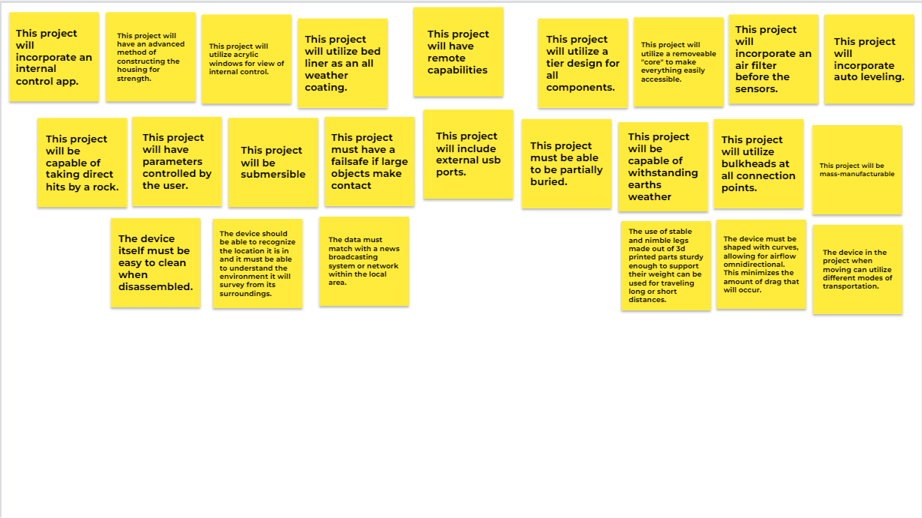 This project
will
incorporate an
internal
control app.
This project will
have an advanced
method of
constructing the
housing for
strength.
This project will
utilize acrylic
windows for view of
internal control.
This project
will utilize bed
liner as an all
weather
coating.
This project
will have
remote
capabilities
This project
will utilize a
tier design for
all
components.
This project will
utilize a removeable
"core" to make
everything easily
accessible.
This project
will
incorporate an
air filter
before the
sensors.
This project
will
incorporate
auto leveling.
This project
will be
capable of
taking direct
hits by a rock.
This project
will have
parameters
controlled by
the user.
This project
will be
submersible
This project
must have a
failsafe if large
objects make
contact
This project
will include
external usb
ports.
This project
must be able
to be partially
buried.
This project
will be
capable of
withstanding
earths
weather
This project
will utilize
bulkheads at
all connection
points.
This project will be
mass-manufacturable
The device
itself must be
easy to clean
when
disassembled.
The device should
be able to recognize
the location it is in
and it must be able
to understand the
environment it will
survey from its
surroundings.
The data must
match with a news
broadcasting
system or network
within the local
area.
The use of stable
and nimble legs
made out of 3d
printed parts sturdy
enough to support
their weight can be
used for traveling
long or short
distances.
The device must be
shaped with curves,
allowing for airflow
omnidirectional.
This minimizes the
amount of drag that
will occur.
The device in the
project when
moving can utilize
different modes of
transportation.